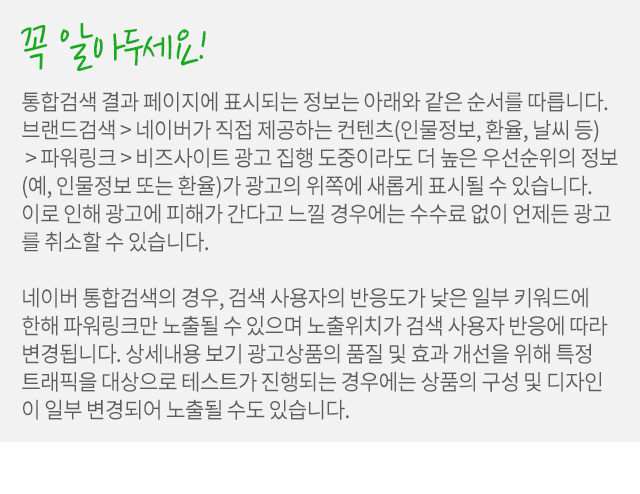 꼭 알아두세요!
통합검색 결과 페이지에 표시되는 정보는 아래와 같은 순서를 따릅니다.
브랜드검색 > 네이버가 직접 제공하는 컨텐츠(인물정보, 환율, 날씨 등)
> 파워링크 > 비즈사이트 광고 집행 도중이라도 더 높은 우선순위의 정보
(예, 인물정보 또는 환율)가 광고의 위쪽에 새롭게 표시될 수 있습니다.
이로 인해 광고에 피해가 간다고 느낄 경우에는 수수료 없이 언제든 광고
를 취소할 수 있습니다.
네이버 통합검색의 경우, 검색 사용자의 반응도가 낮은 일부 키워드에
한해 파워링크만 노출될 수 있으며 노출위치가 검색 사용자 반응에 따라
변경됩니다. 상세내용 보기 광고상품의 품질 및 효과 개선을 위해 특정
트래픽을 대상으로 테스트가 진행되는 경우에는 상품의 구성 및 디자인
이 일부 변경되어 노출될 수도 있습니다.